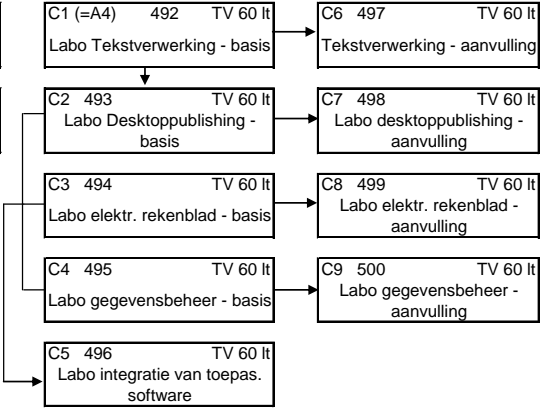 C1 (=A4) 492 TV 60 lt
Labo Tekstverwerking - basis
C6 497 TV 60 lt
Tekstverwerking - aanvulling
C2 493 TV 60 lt
Labo Desktoppublishing -
basis
C7 498 TV 60 lt
Labo desktoppublishing -
aanvulling
C3 494 TV 60 lt
Labo elektr. rekenblad - basis
C8 499 TV 60 lt
Labo elektr. rekenblad -
aanvulling
C4 495 TV 60 lt
Labo gegevensbeheer - basis
C9 500 TV 60 lt
Labo gegevensbeheer -
aanvulling
C5 496 TV 60 lt
Labo integratie van toepas.
software